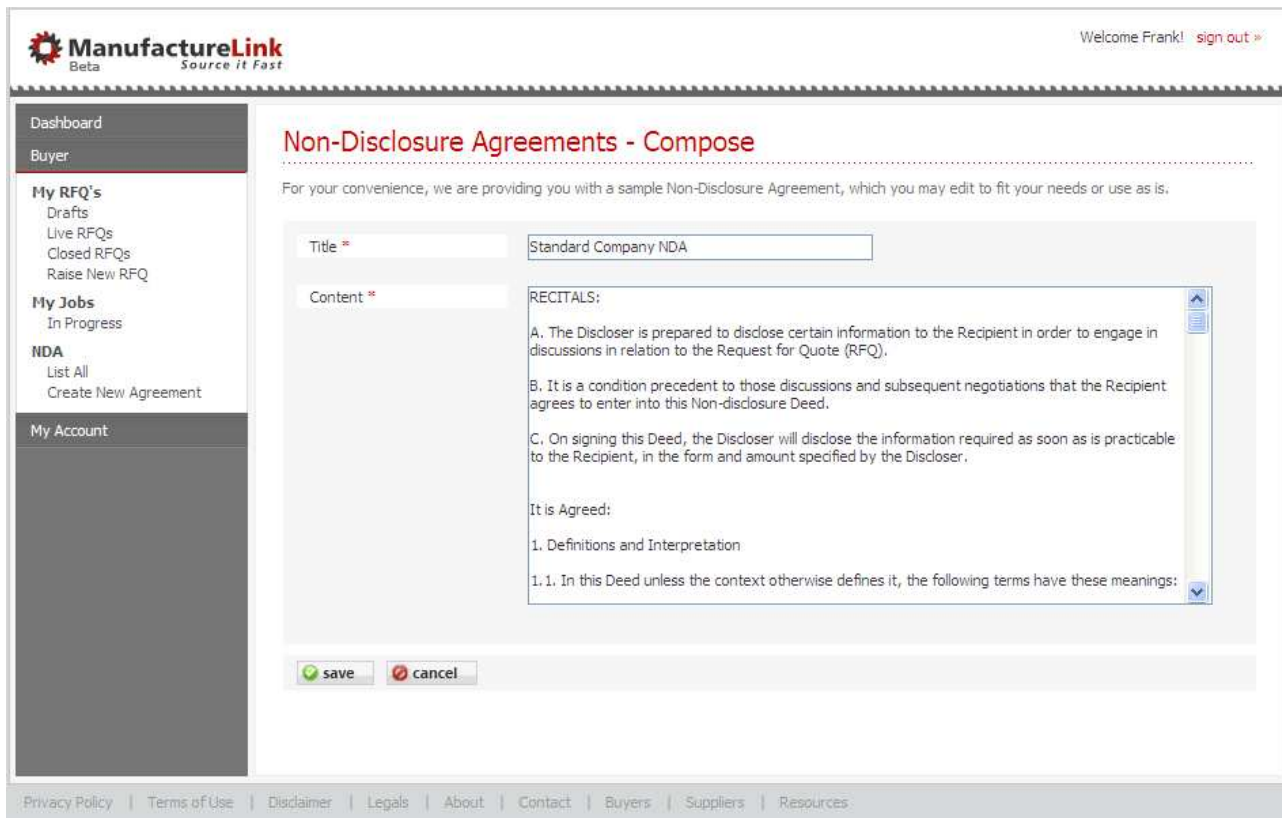 ManufactureLink
Beta
Source it Fast
Welcome Frank! sign out »
Dashboard
Buyer
My RFQ's
Drafts
Live RFQs
Closed RFQs
Raise New RFQ
My Jobs
In Progress
NDA
List All
Create New Agreement
My Account
Non-Disclosure Agreements - Compose
For your convenience, we are providing you with a sample Non-Disclosure Agreement, which you may edit to fit your needs or use as is.
Title *
Standard Company NDA
Content *
RECITALS:
A. The Discloser is prepared to disclose certain information to the Recipient in order to engage in
discussions in relation to the Request for Quote (RFQ).
B. It is a condition precedent to those discussions and subsequent negotiations that the Recipient
agrees to enter into this Non-disclosure Deed.
C. On signing this Deed, the Discloser will disclose the information required as soon as is practicable
to the Recipient, in the form and amount specified by the Discloser.
It is Agreed:
1. Definitions and Interpretation
1.1. In this Deed unless the context otherwise defines it, the following terms have these meanings:
save
cancel
Privacy Policy | Terms of Use | Disclaimer | Legals | About | Contact | Buyers | Suppliers | Resources